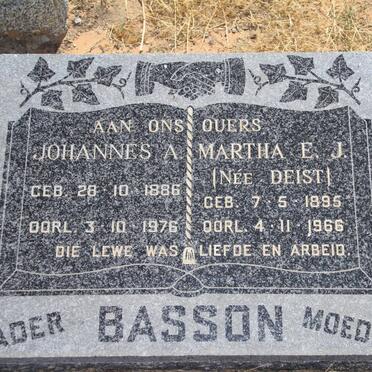 AAN ONS OUERS
JOHANNES A. MARTHA E. J.
(NÉE DEIST)
GEB. 28-10-1886 GEB. 7-5-1895
OORL. 3-10-1976 OORL. 4-11-1966
DIE LEWE WAS LIEFDE EN ARBEID.
ADER BASSON MOED